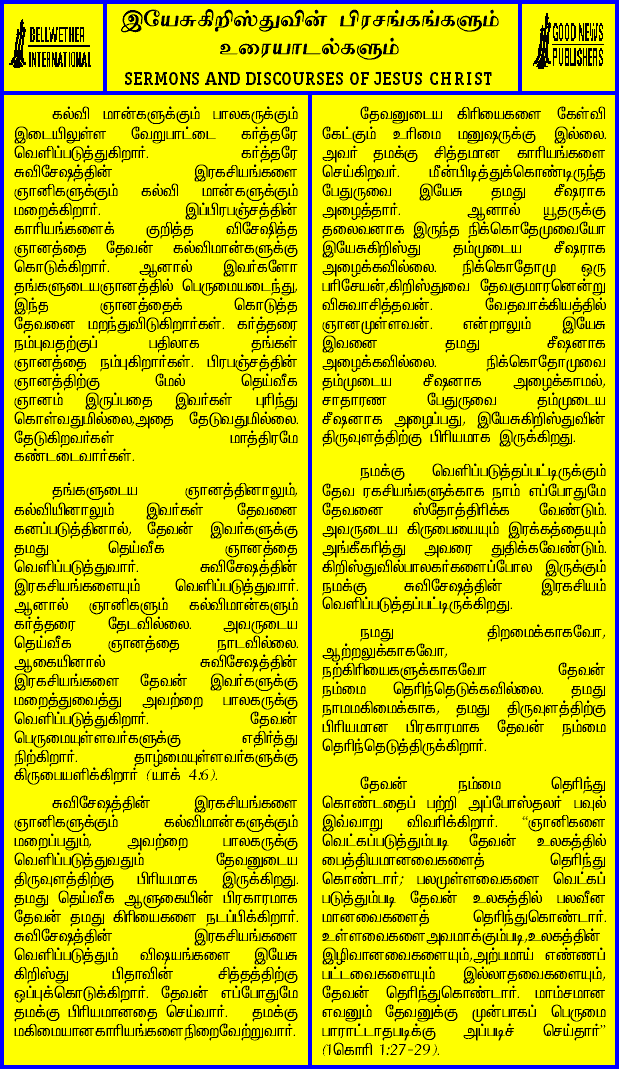 BELLWETHER
INTERNATIONAL
இயேசுகிறிஸ்துவின் பிரசங்கங்களும்
உரையாடல்களும்
SERMONS AND DISCOURSES OF JESUS CHRIST
GOOD NEWS
PUBLISHERS
கல்வி மான்களுக்கும் பாலகருக்கும்
இடையிலுள்ள வேறுபாட்டை கர்த்தரே
வெளிப்படுத்துகிறார். கர்த்தரே
சுவிசேஷத்தின் இரகசியங்களை
ஞானிகளுக்கும் கல்வி மான்களுக்கும்
மறைக்கிறார். இப்பிரபஞ்சத்தின்
காரியங்களைக் குறித்த விசேஷித்த
ஞானத்தை தேவன் கல்விமான்களுக்கு
கொடுக்கிறார். ஆனால் இவர்களோ
தங்களுடையஞானத்தில் பெருமையடைந்து,
இந்த ஞானத்தைக் கொடுத்த
தேவனை மறந்துவிடுகிறார்கள். கர்த்தரை
நம்புவதற்குப் பதிலாக தங்கள்
ஞானத்தை நம்புகிறார்கள். பிரபஞ்சத்தின்
ஞானத்திற்கு மேல் தெய்வீக
ஞானம் இருப்பதை இவர்கள் புரிந்து
கொள்வதுமில்லை,அதை தேடுவதுமில்லை.
தேடுகிறவர்கள் மாத்திரமே
கண்டடைவார்கள்.
தங்களுடைய ஞானத்தினாலும்,
கல்வியினாலும் இவர்கள் தேவனை
கனப்படுத்தினால், தேவன் இவர்களுக்கு
தமது தெய்வீக ஞானத்தை
வெளிப்படுத்துவார். சுவிசேஷத்தின்
இரகசியங்களையும் வெளிப்படுத்துவார்.
ஆனால் ஞானிகளும் கல்விமான்களும்
கர்த்தரை தேடவில்லை. அவருடைய
தெய்வீக ஞானத்தை நாடவில்லை.
ஆகையினால் சுவிசேஷத்தின்
இரகசியங்களை தேவன் இவர்களுக்கு
மறைத்துவைத்து அவற்றை பாலகருக்கு
வெளிப்படுத்துகிறார். தேவன்
பெருமையுள்ளவர்களுக்கு எதிர்த்து
நிற்கிறார். தாழ்மையுள்ளவர்களுக்கு
கிருபையளிக்கிறார் (யாக் 4:6).
சுவிசேஷத்தின் இரகசியங்களை
ஞானிகளுக்கும் கல்விமான்களுக்கும்
மறைப்பதும், அவற்றை பாலகருக்கு
வெளிப்படுத்துவதும் தேவனுடைய
திருவுளத்திற்கு பிரியமாக இருக்கிறது.
தமது தெய்வீக ஆளுகையின் பிரகாரமாக
தேவன் தமது கிரியைகளை நடப்பிக்கிறார்.
சுவிசேஷத்தின் இரகசியங்களை
வெளிப்படுத்தும் விஷயங்களை இயேசு
கிறிஸ்து பிதாவின் சித்தத்திற்கு
ஒப்புக்கொடுக்கிறார். தேவன் எப்போதுமே
தமக்கு பிரியமானதை செய்வார். தமக்கு
மகிமையானகாரியங்களைநிறைவேற்றுவார்.
தேவனுடைய கிரியைகளை கேள்வி
கேட்கும் உரிமை மனுஷருக்கு இல்லை.
அவர் தமக்கு சித்தமான காரியங்களை
செய்கிறவர். மீன்பிடித்துக்கொண்டிருந்த
பேதுருவை இயேசு தமது சீஷராக
அழைத்தார். ஆனால் யூதருக்கு
தலைவனாக இருந்த நிக்கொதேமுவையோ
இயேசுகிறிஸ்து தம்முடைய சீஷராக
அழைக்கவில்லை. நிக்கொதோமு ஒரு
பரிசேயன்,கிறிஸ்துவை தேவகுமாரனென்று
விசுவாசித்தவன். வேதவாக்கியத்தில்
ஞானமுள்ளவன். என்றாலும் இயேசு
இவனை தமது சீஷனாக
அழைக்கவில்லை. நிக்கொதோமுவை
தம்முடைய சீஷனாக அழைக்காமல்,
சாதாரண பேதுருவை தம்முடைய
சீஷனாக அழைப்பது, இயேசுகிறிஸ்துவின்
திருவுளத்திற்கு பிரியமாக இருக்கிறது.
நமக்கு வெளிப்படுத்தப்பட்டிருக்கும்
தேவ ரகசியங்களுக்காக நாம் எப்போதுமே
தேவனை ஸ்தோத்திரிக்க வேண்டும்.
அவருடைய கிருபையையும் இரக்கத்தையும்
அங்கீகரித்து அவரை துதிக்கவேண்டும்.
கிறிஸ்துவில்பாலகர்களைப்போல இருக்கும்
நமக்கு சுவிசேஷத்தின் இரகசியம்
வெளிப்படுத்தப்பட்டிருக்கிறது.
நமது திறமைக்காகவோ,
ஆற்றலுக்காகவோ,
நற்கிரியைகளுக்காகவோ தேவன்
நம்மை தெரிந்தெடுக்கவில்லை. தமது
நாமமகிமைக்காக, தமது திருவுளத்திற்கு
பிரியமான பிரகாரமாக தேவன் நம்மை
தெரிந்தெடுத்திருக்கிறார்.
தேவன் நம்மை தெரிந்து
கொண்டதைப் பற்றி அப்போஸ்தலர் பவுல்
இவ்வாறு விவரிக்கிறார். “ஞானிகளை
வெட்கப்படுத்தும்படி தேவன் உலகத்தில்
பைத்தியமானவைகளைத் தெரிந்து
கொண்டார்; பலமுள்ளவைகளை வெட்கப்
படுத்தும்படி தேவன் உலகத்தில் பலவீன
மானவைகளைத் தெரிந்துகொண்டார்.
உள்ளவைகளைஅவமாக்கும்படி,உலகத்தின்
இழிவானவைகளையும்,அற்பமாய் எண்ணப்
பட்டவைகளையும் இல்லாதவைகளையும்,
தேவன் தெரிந்துகொண்டார். மாம்சமான
எவனும் தேவனுக்கு முன்பாகப் பெருமை
பாராட்டாதபடிக்கு அப்படிச் செய்தார்”
(1கொரி 1:27-29).